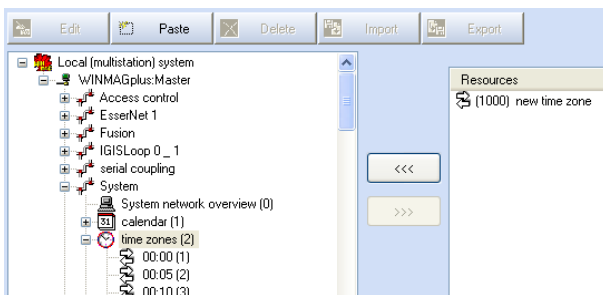 Edit Paste Delete Import Export
Local (multistation) system
WINMAGplus:Master
Access control
EsserNet 1
Fusion
IGISLoop 0 _ 1
serial coupling
System
System network overview (0)
31 calendar (1)
time zones (2)
00:00 (1)
00:05 (2)
00:10 (3)
<<<
>>>
Resources
(1000) new time zone